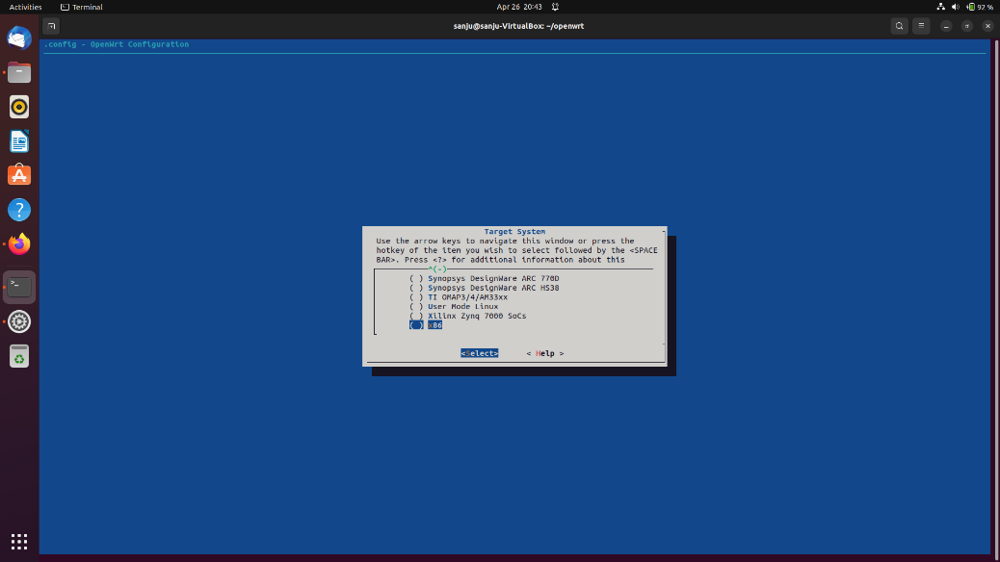 Activities
Terminal
Apr 26 20:43
92 %
sanju@sanju-VirtualBox: ~/openwrt
.config - OpenWrt Configuration
Target System
Use the arrow keys to navigate this window or press the
hotkey of the item you wish to select followed by the <SPACE
BAR>. Press <?> for additional information about this
^(-)
( ) Synopsys DesignWare ARC 770D
( ) Synopsys DesignWare ARC HS38
( ) TI OMAP3/4/AM33xx
( ) User Mode Linux
( ) Xilinx Zynq 7000 SoCs
( ) x86
<Select>
< Help >